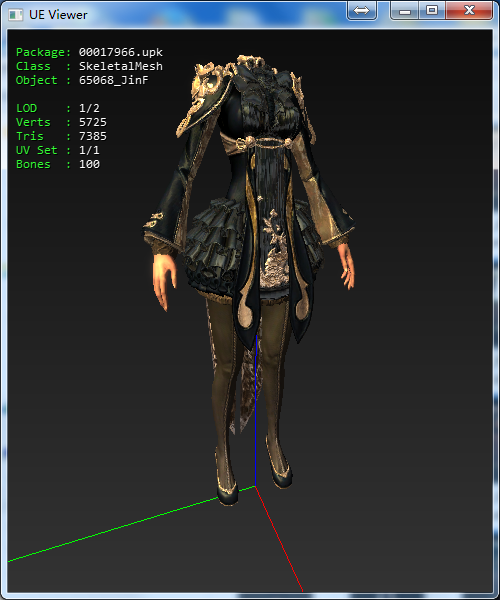 UE Viewer
Package: 00017966.upk
Class : SkeletalMesh
Object : 65068_JinF
LOD : 1/2
Verts : 5725
Tris : 7385
UV Set : 1/1
Bones : 100